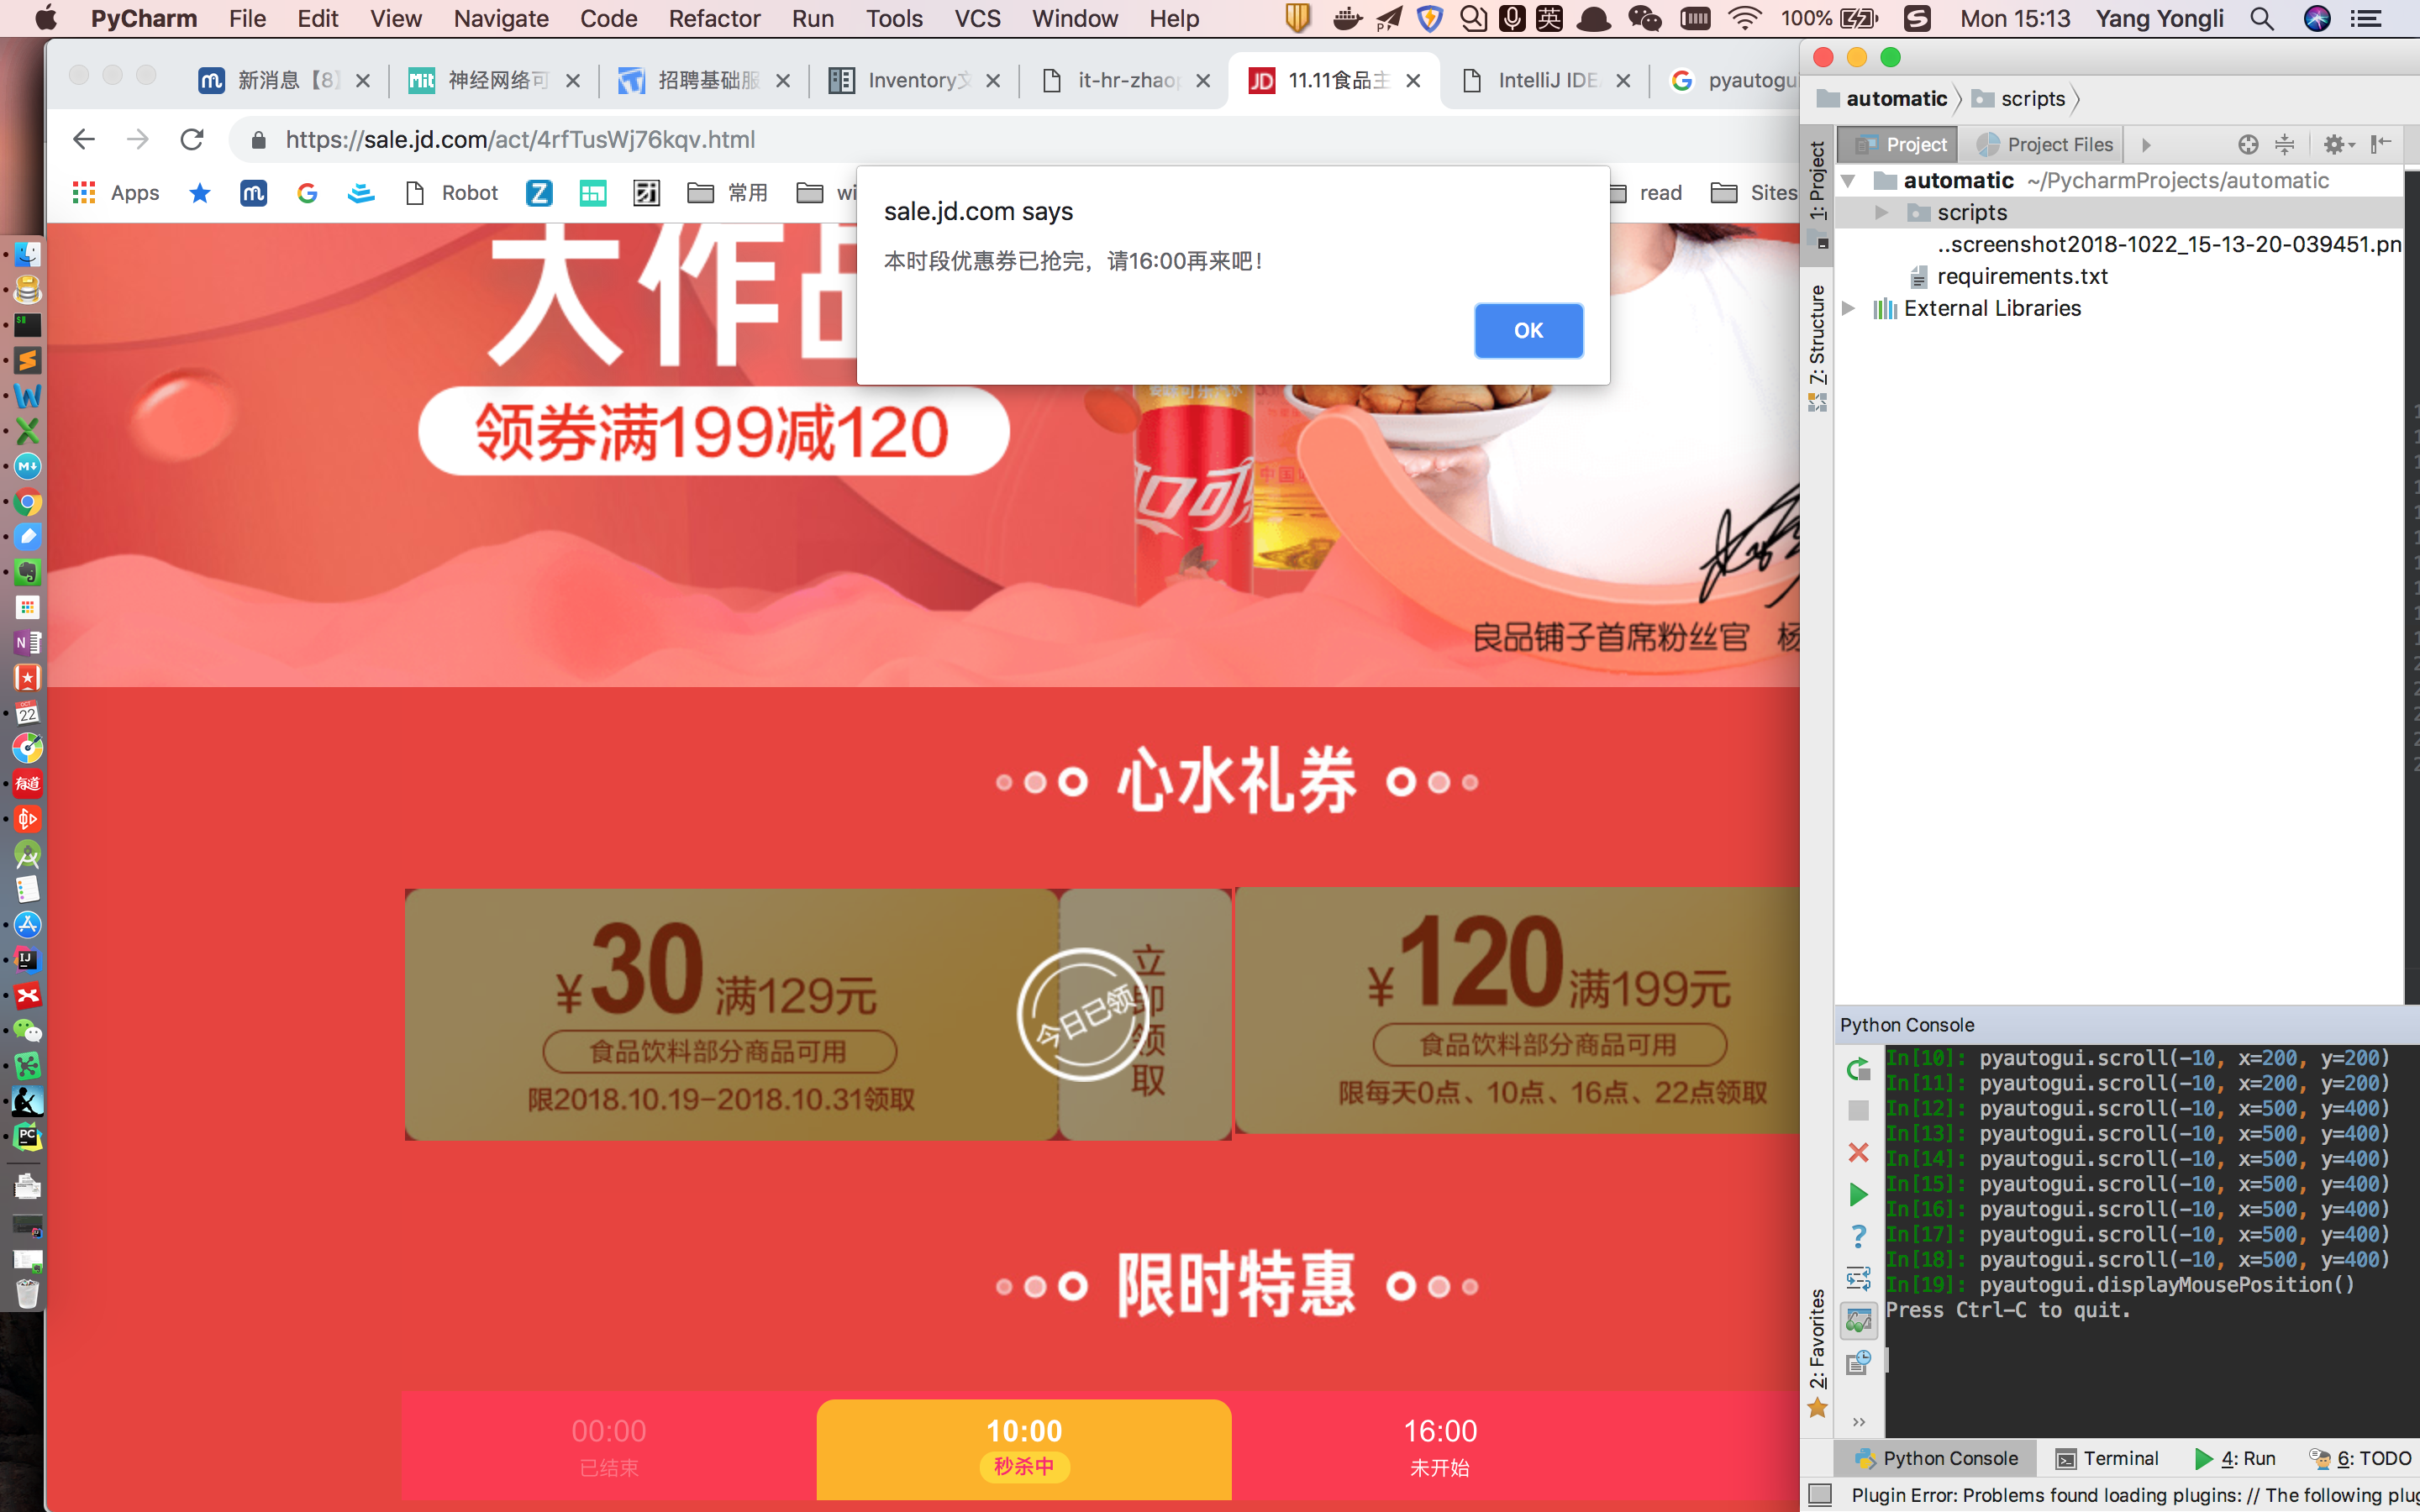 PyCharm File Edit View Navigate Code Refactor Run Tools VCS Window Help 英 100% Mon 15:13 Yang Yongli
新消息【8】 神经网络可 招聘基础服 Inventory文 it-hr-zhaop 11.11食品主 IntelliJ IDE pyautogui
https://sale.jd.com/act/4rfTusWj76kqv.html
Apps Robot 常用 wi read Sites
sale.jd.com says
本时段优惠券已抢完，请16:00再来吧！
OK
大作品
领券满199减120
中国
良品铺子首席粉丝官 杨
心水礼券
¥30 满129元
食品饮料部分商品可用
限2018.10.19-2018.10.31领取
今日已领
立即领取
¥120 满199元
食品饮料部分商品可用
限每天0点、10点、16点、22点领取
限时特惠
00:00
已结束
10:00
秒杀中
16:00
未开始
automatic scripts
Project Project Files
1: Project
7: Structure
2: Favorites
automatic ~/PycharmProjects/automatic
scripts
..screenshot2018-1022_15-13-20-039451.pn
requirements.txt
External Libraries
Python Console
In[10]: pyautogui.scroll(-10, x=200, y=200)
In[11]: pyautogui.scroll(-10, x=200, y=200)
In[12]: pyautogui.scroll(-10, x=500, y=400)
In[13]: pyautogui.scroll(-10, x=500, y=400)
In[14]: pyautogui.scroll(-10, x=500, y=400)
In[15]: pyautogui.scroll(-10, x=500, y=400)
In[16]: pyautogui.scroll(-10, x=500, y=400)
In[17]: pyautogui.scroll(-10, x=500, y=400)
In[18]: pyautogui.scroll(-10, x=500, y=400)
In[19]: pyautogui.displayMousePosition()
Press Ctrl-C to quit.
Python Console Terminal 4: Run 6: TODO
Plugin Error: Problems found loading plugins: // The following plug